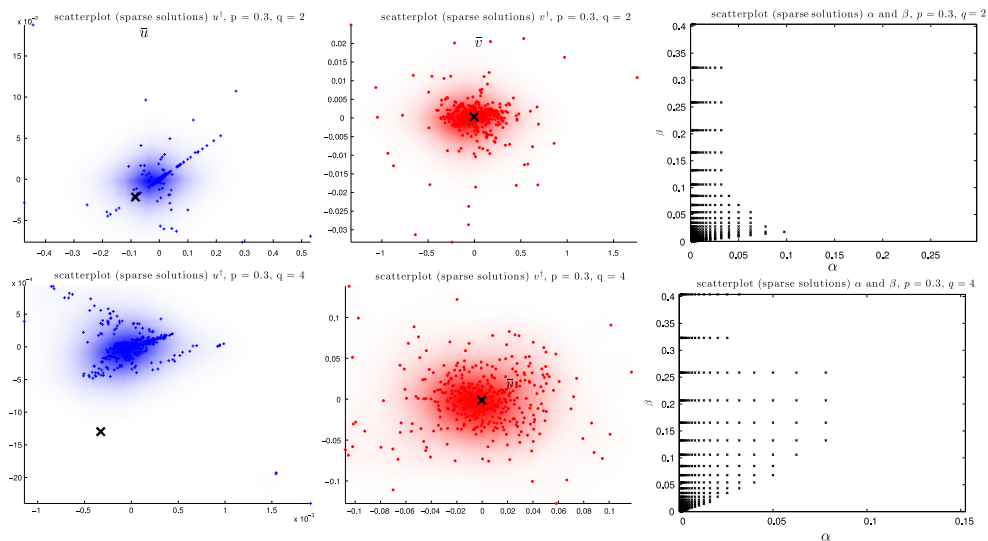 scatterplot (sparse solutions) u†, p = 0.3, q = 2
x 10⁻³
ū
5
0
−5
−0.4 −0.3 −0.2 −0.1 0 0.1 0.2 0.3 0.4 0.5
scatterplot (sparse solutions) v†, p = 0.3, q = 2
v̄
0.02
0.015
0.01
0.005
0
−0.005
−0.01
−0.015
−0.02
−0.025
−0.03
−1 −0.5 0 0.5 1 1.5
scatterplot (sparse solutions) α and β, p = 0.3, q = 2
0.4
0.35
0.3
0.25
0.2
0.15
0.1
0.05
0
β
0 0.05 0.1 0.15 0.2 0.25
α
scatterplot (sparse solutions) u†, p = 0.3, q = 4
x 10⁻⁴
5
0
−5
−10
−15
−20
−1 −0.5 0 0.5 1 1.5
x 10⁻³
scatterplot (sparse solutions) v†, p = 0.3, q = 4
v̄
0.1
0.05
0
−0.05
−0.1
−0.1 −0.08 −0.06 −0.04 −0.02 0 0.02 0.04 0.06 0.08 0.1
scatterplot (sparse solutions) α and β, p = 0.3, q = 4
0.4
0.35
0.3
0.25
0.2
0.15
0.1
0.05
0
β
0 0.05 0.1 0.15
α